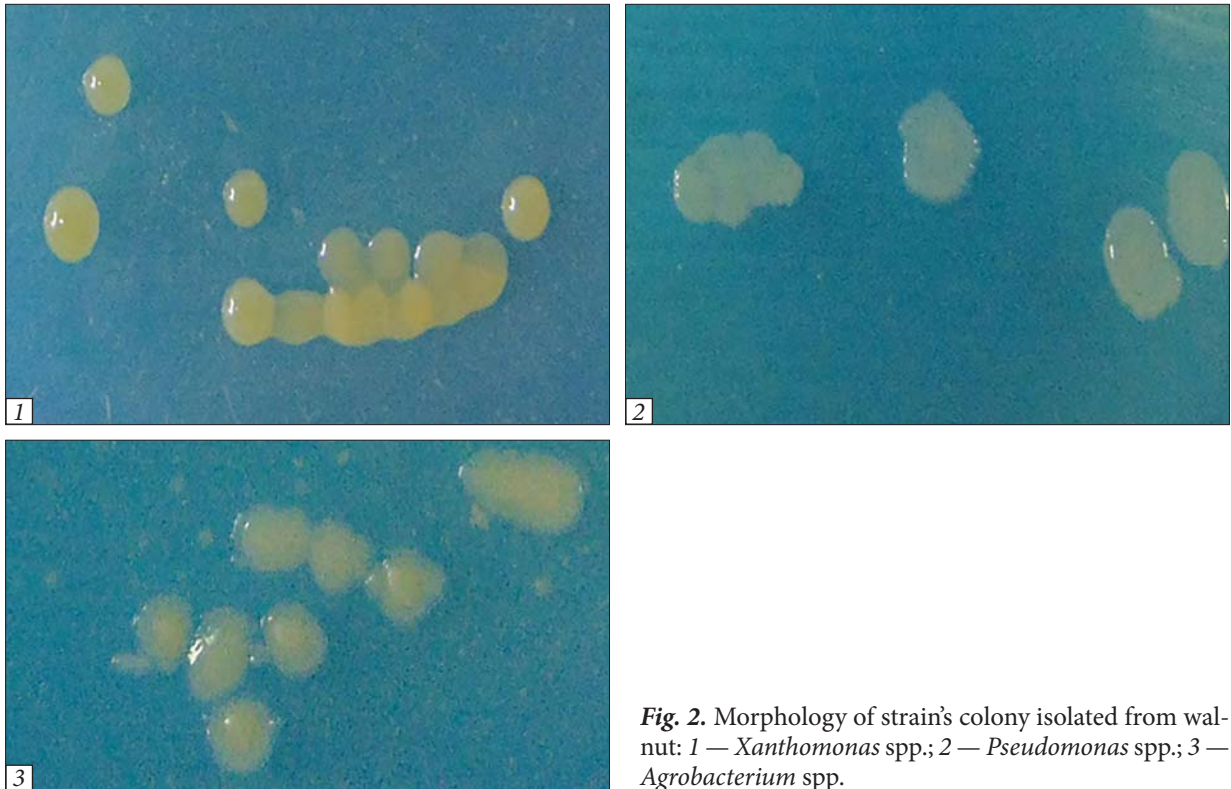 1
2
3
Fig. 2. Morphology of strain's colony isolated from wal-
nut: 1 — Xanthomonas spp.; 2 — Pseudomonas spp.; 3 —
Agrobacterium spp.